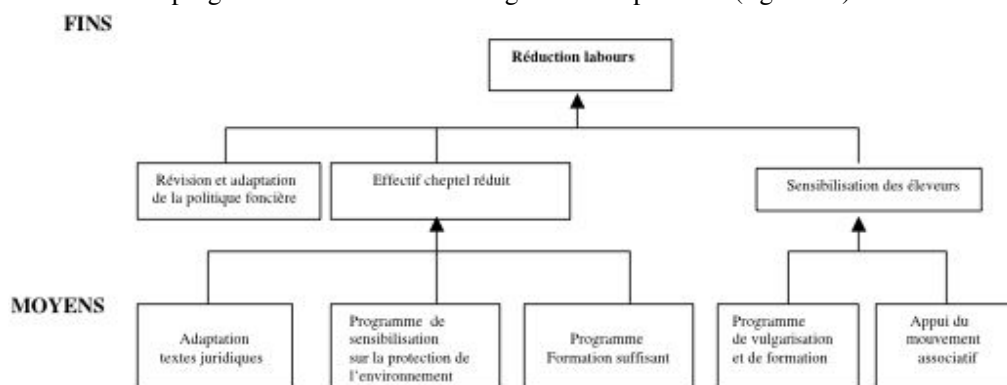 FINS
Réduction labours
Révision et adaptation
de la politique foncière
Effectif cheptel réduit
Sensibilisation des éleveurs
MOYENS
Adaptation
textes juridiques
Programme de
sensibilisation
sur la protection de
l'environnement
Programme
Formation suffisant
Programme
de vulgarisation
et de formation
Appui du
mouvement
associatif